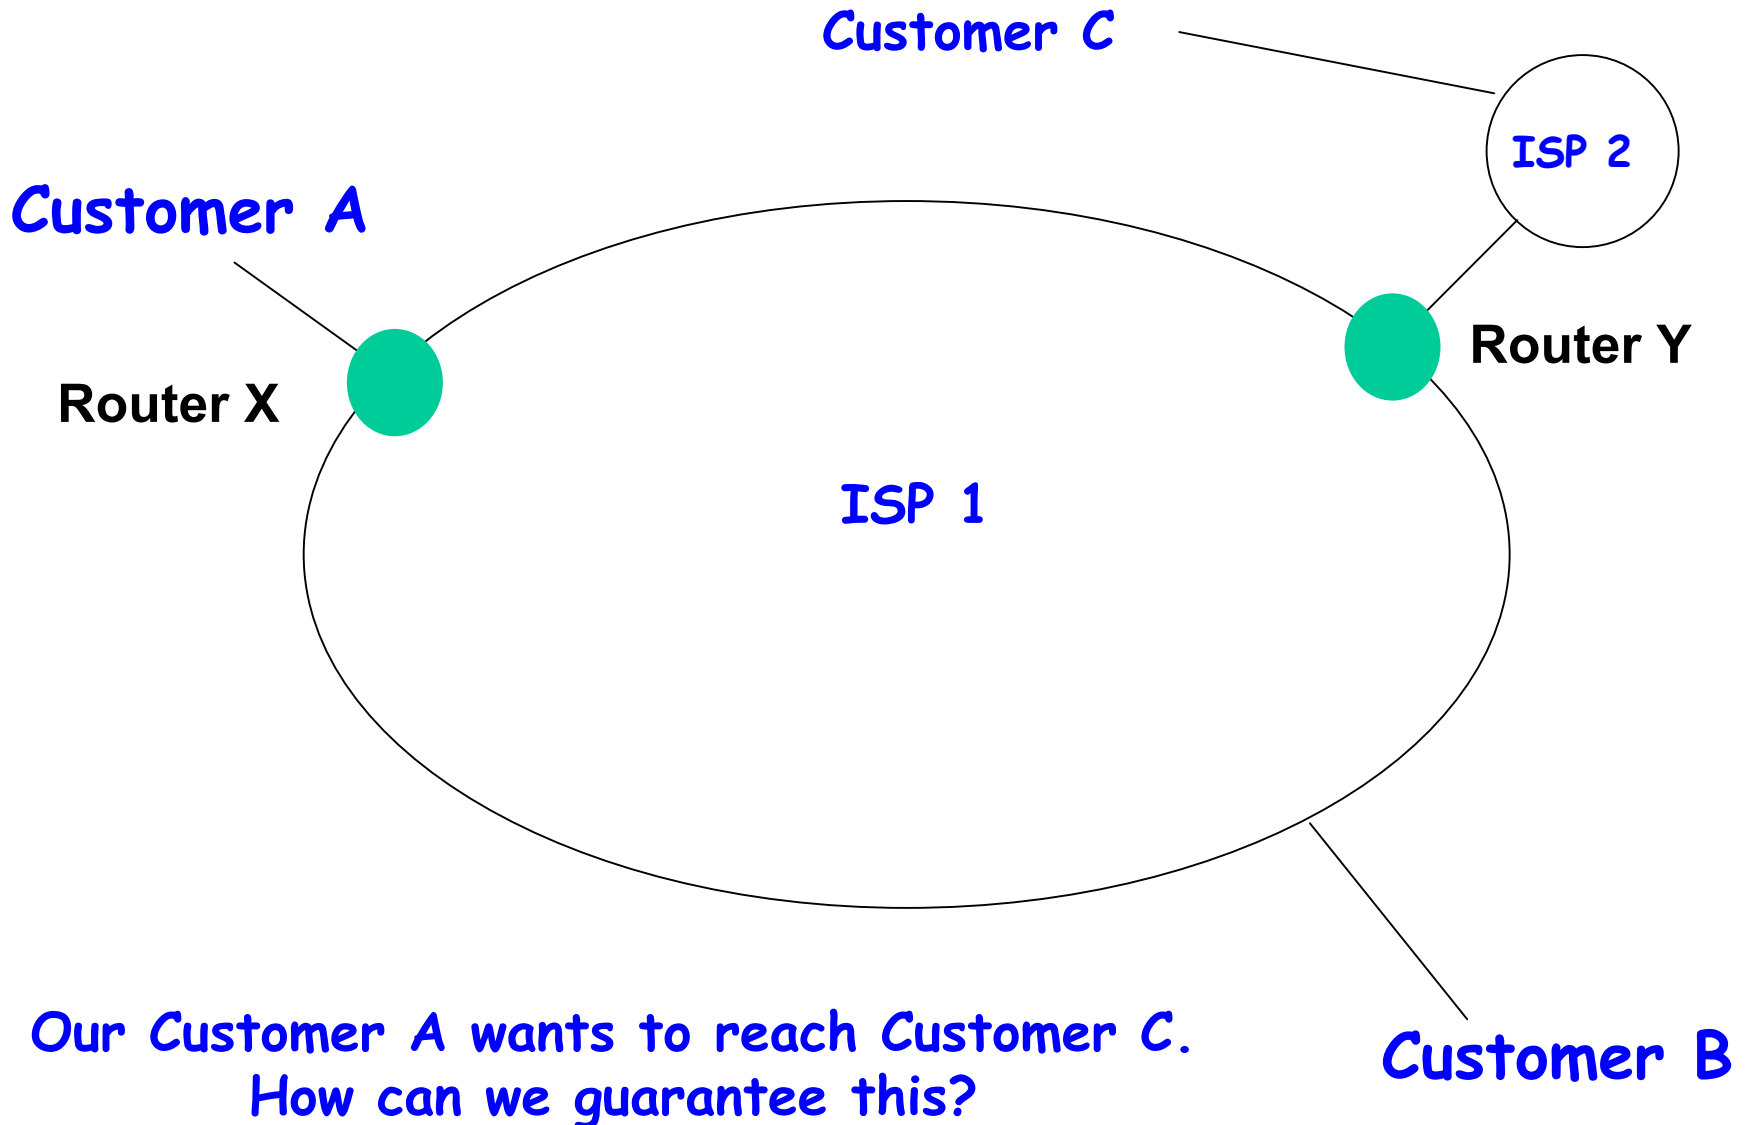 Customer C
ISP 2
Customer A
Router Y
Router X
ISP 1
Our Customer A wants to reach Customer C.
How can we guarantee this?
Customer B